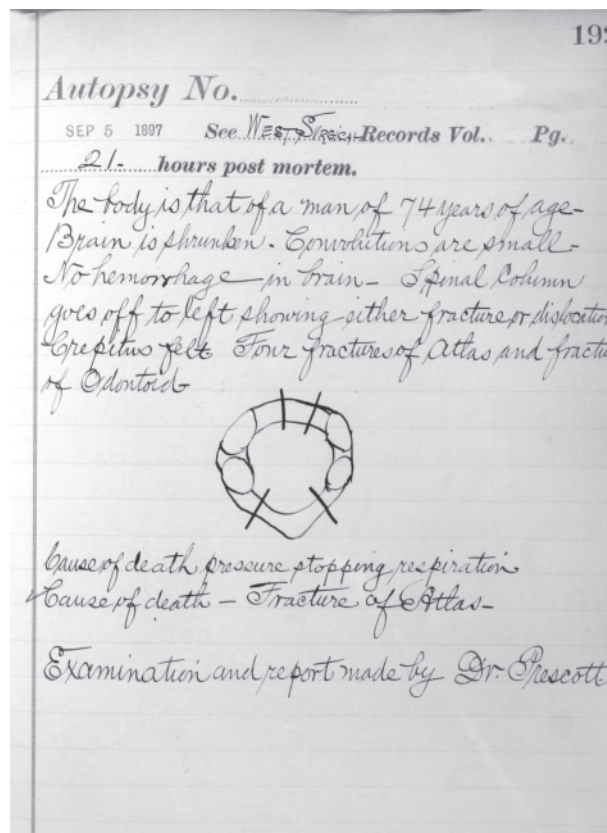 192
Autopsy No.
SEP 5 1897 See West Surgical Records Vol. Pg.
21- hours post mortem.
The body is that of a man of 74 years of age-
Brain is shrunken. Convolutions are small-
No hemorrhage in brain- Spinal Column
goes off to left showing either fracture or dislocation
Crepitus felt Four fractures of Atlas and fractu
of Odontoid-
Cause of death pressure stopping respiration
Cause of death - Fracture of Atlas-
Examination and report made by Dr. Prescott